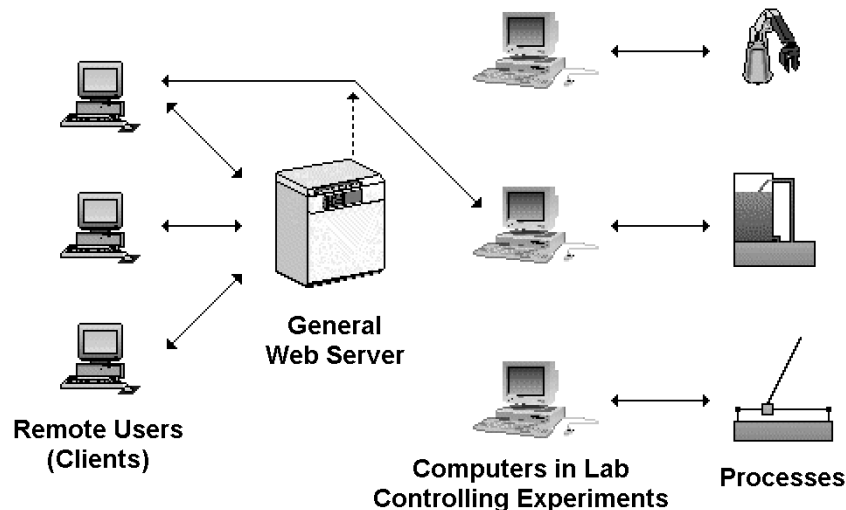 General
Web Server
Remote Users
(Clients)
Computers in Lab
Controlling Experiments
Processes